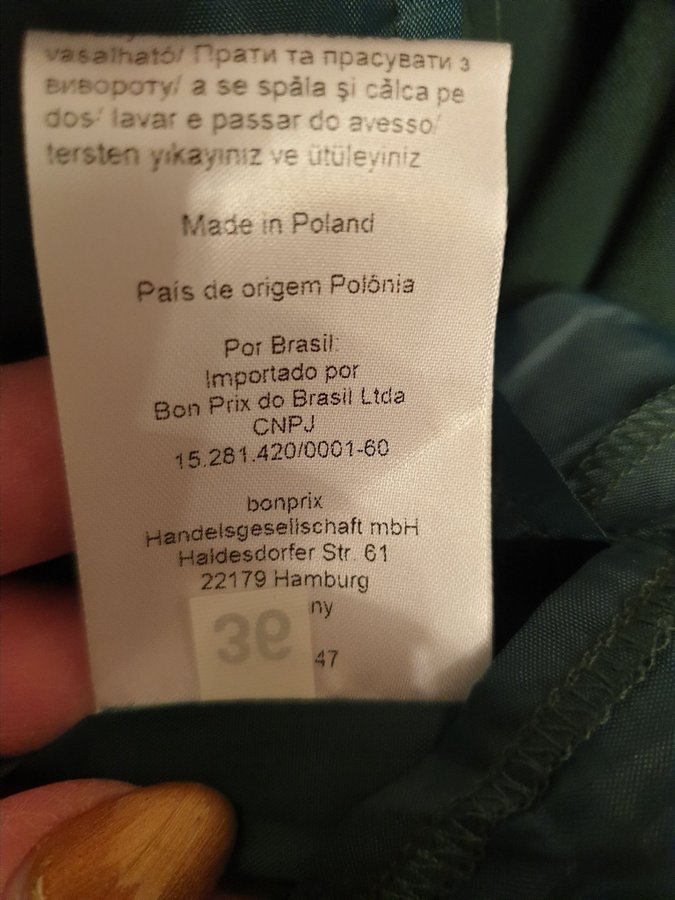 vasalható/ Прати та прасувати з
вивороту/ a se spăla şi călca pe
dos/ lavar e passar do avesso/
tersten yıkayınız ve ütüleyiniz
Made in Poland
País de origem Polônia
Por Brasil:
Importado por
Bon Prix do Brasil Ltda
CNPJ
15.281.420/0001-60
bonprix
Handelsgesellschaft mbH
Haldesdorfer Str. 61
22179 Hamburg
ny
36
47